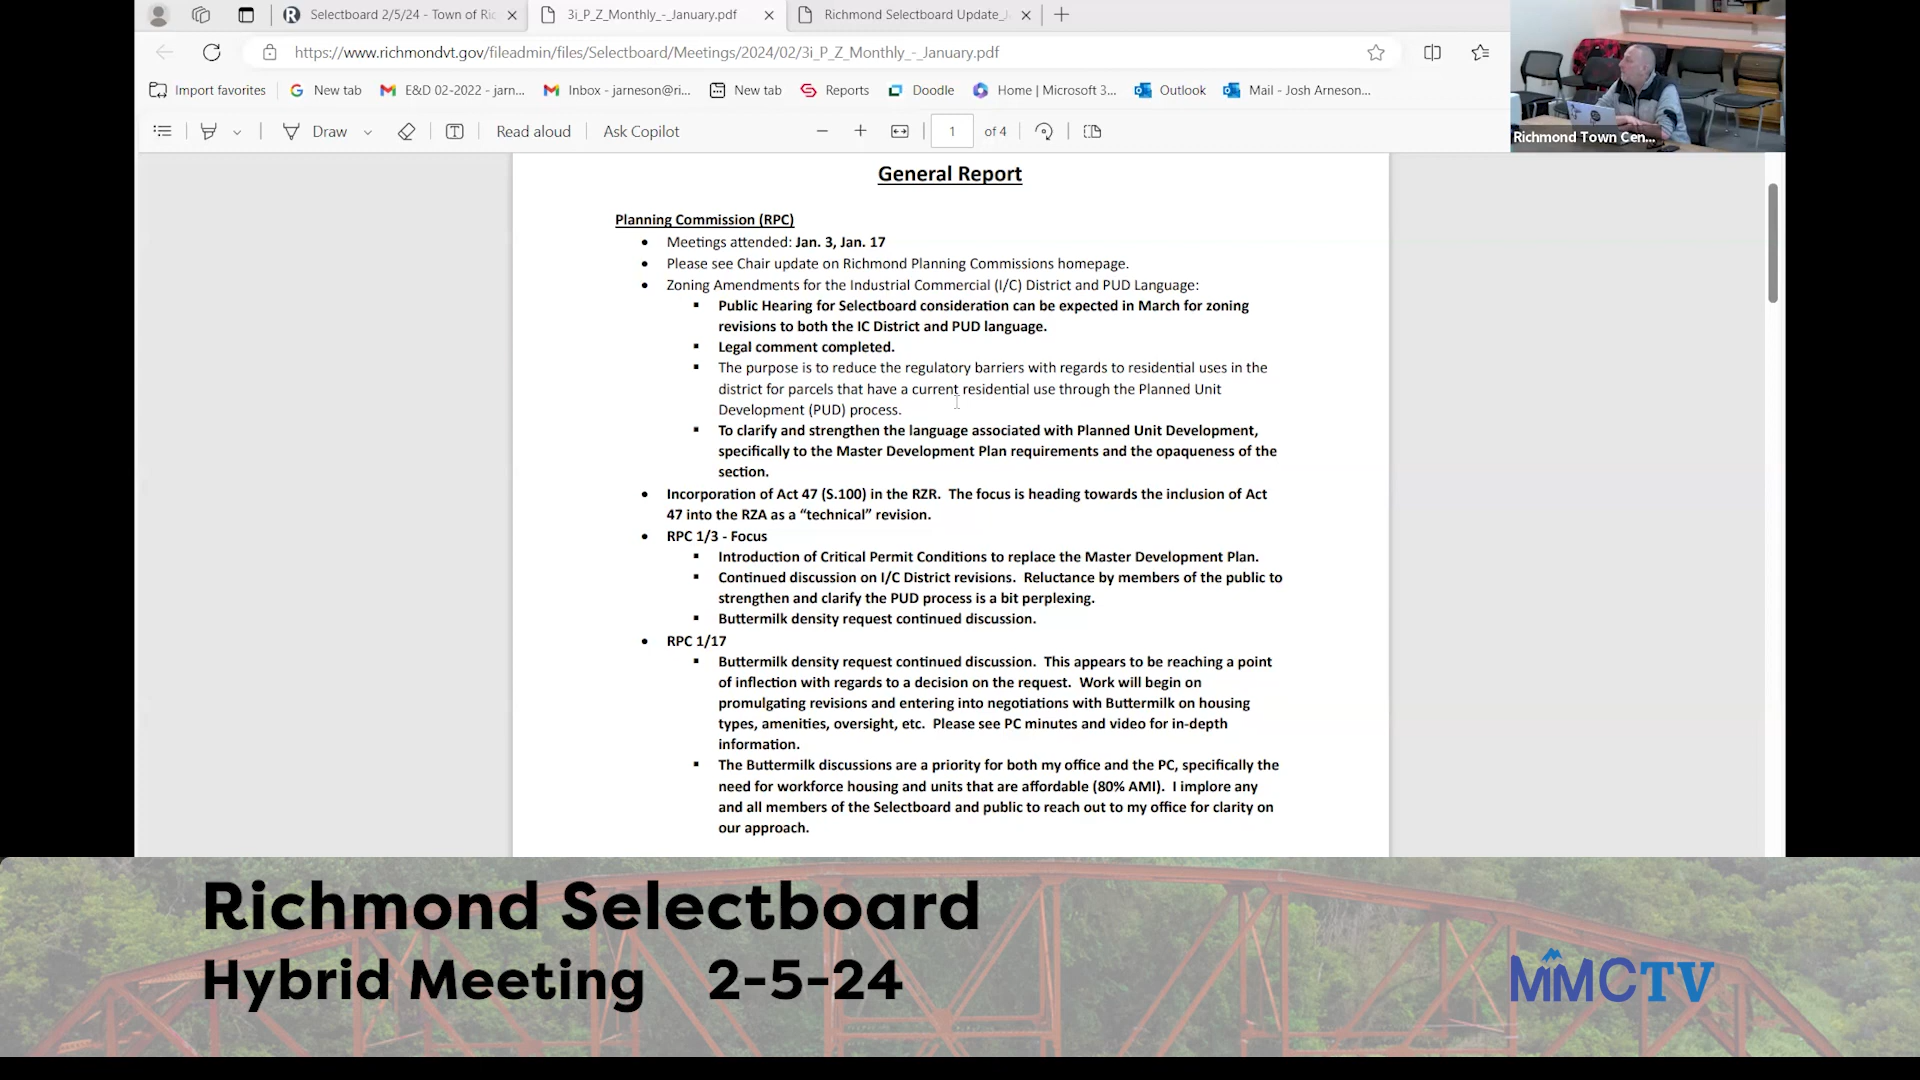 Selectboard 2/5/24 - Town of Ric
3i_P_Z_Monthly_-_January.pdf
Richmond Selectboard Update_J
https://www.richmondvt.gov/fileadmin/files/Selectboard/Meetings/2024/02/3i_P_Z_Monthly_-_January.pdf
Import favorites
New tab
E&D 02-2022 - jarn...
Inbox - jarneson@ri...
New tab
Reports
Doodle
Home | Microsoft 3...
Outlook
Mail - Josh Arneson...
Draw
Read aloud
Ask Copilot
1 of 4
Richmond Town Cen...
General Report
Planning Commission (RPC)
• Meetings attended: Jan. 3, Jan. 17
• Please see Chair update on Richmond Planning Commissions homepage.
• Zoning Amendments for the Industrial Commercial (I/C) District and PUD Language:
▪ Public Hearing for Selectboard consideration can be expected in March for zoning
revisions to both the IC District and PUD language.
▪ Legal comment completed.
▪ The purpose is to reduce the regulatory barriers with regards to residential uses in the
district for parcels that have a current residential use through the Planned Unit
Development (PUD) process.
▪ To clarify and strengthen the language associated with Planned Unit Development,
specifically to the Master Development Plan requirements and the opaqueness of the
section.
• Incorporation of Act 47 (S.100) in the RZR. The focus is heading towards the inclusion of Act
47 into the RZA as a “technical” revision.
• RPC 1/3 - Focus
▪ Introduction of Critical Permit Conditions to replace the Master Development Plan.
▪ Continued discussion on I/C District revisions. Reluctance by members of the public to
strengthen and clarify the PUD process is a bit perplexing.
▪ Buttermilk density request continued discussion.
• RPC 1/17
▪ Buttermilk density request continued discussion. This appears to be reaching a point
of inflection with regards to a decision on the request. Work will begin on
promulgating revisions and entering into negotiations with Buttermilk on housing
types, amenities, oversight, etc. Please see PC minutes and video for in-depth
information.
▪ The Buttermilk discussions are a priority for both my office and the PC, specifically the
need for workforce housing and units that are affordable (80% AMI). I implore any
and all members of the Selectboard and public to reach out to my office for clarity on
our approach.
Richmond Selectboard
Hybrid Meeting 2-5-24
MMCTV